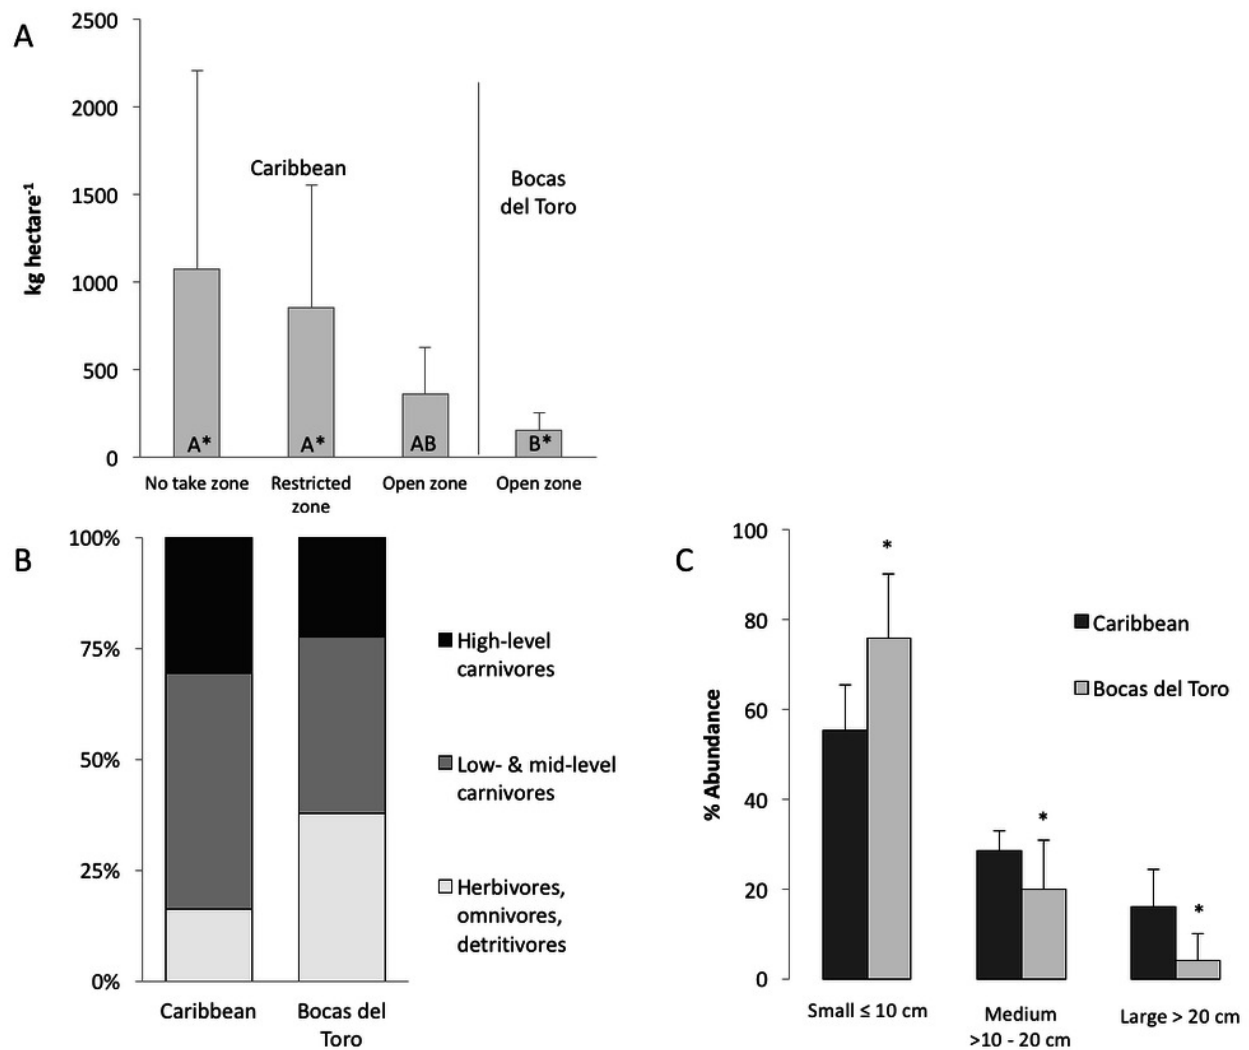 A
2500
2000
1500
1000
500
0
kg hectare-1
Caribbean
Bocas
del Toro
A*
A*
AB
B*
No take zone
Restricted
zone
Open zone
Open zone
B
100%
75%
50%
25%
0%
Caribbean
Bocas del
Toro
High-level
carnivores
Low- & mid-level
carnivores
Herbivores,
omnivores,
detritivores
C
100
80
60
40
20
0
% Abundance
*
*
*
Caribbean
Bocas del Toro
Small ≤ 10 cm
Medium
>10 - 20 cm
Large > 20 cm